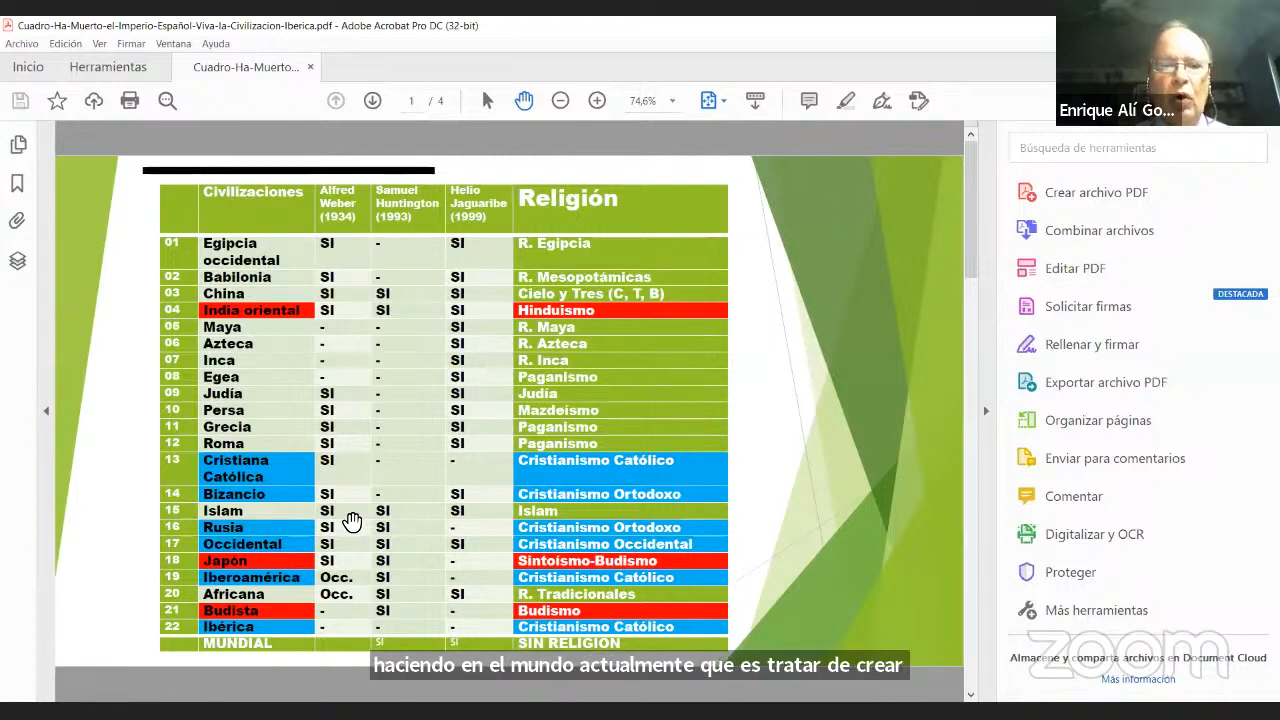 Cuadro-Ha-Muerto-el-Imperio-Español-Viva-la-Civilizacion-Iberica.pdf - Adobe Acrobat Pro DC (32-bit)
Archivo Edición Ver Firmar Ventana Ayuda
Inicio Herramientas Cuadro-Ha-Muerto... ×
1 / 4 74,6%
Enrique Alí Go...
Búsqueda de herramientas
Civilizaciones Alfred Weber (1934) Samuel Huntington (1993) Helio Jaguaribe (1999) Religión
01 Egipcia occidental SI - SI R. Egipcia
02 Babilonia SI - SI R. Mesopotámicas
03 China SI SI SI Cielo y Tres (C, T, B)
04 India oriental SI SI SI Hinduismo
05 Maya - - SI R. Maya
06 Azteca - - SI R. Azteca
07 Inca - - SI R. Inca
08 Egea - - SI Paganismo
09 Judía SI - SI Judía
10 Persa SI - SI Mazdeísmo
11 Grecia SI - SI Paganismo
12 Roma SI - SI Paganismo
13 Cristiana Católica SI - - Cristianismo Católico
14 Bizancio SI - SI Cristianismo Ortodoxo
15 Islam SI SI SI Islam
16 Rusia SI SI - Cristianismo Ortodoxo
17 Occidental SI SI SI Cristianismo Occidental
18 Japón SI SI - Sintoísmo-Budismo
19 Iberoamérica Occ. SI - Cristianismo Católico
20 Africana Occ. SI - R. Tradicionales
21 Budista - SI - Budismo
22 Ibérica - - - Cristianismo Católico
MUNDIAL SI SI SIN RELIGION
haciendo en el mundo actualmente que es tratar de crear
Crear archivo PDF
Combinar archivos
Editar PDF
DESTACADA
Solicitar firmas
Rellenar y firmar
Exportar archivo PDF
Organizar páginas
Enviar para comentarios
Comentar
Digitalizar y OCR
Proteger
Más herramientas
zoom
Almacene y comparta archivos en Document Cloud
Más información